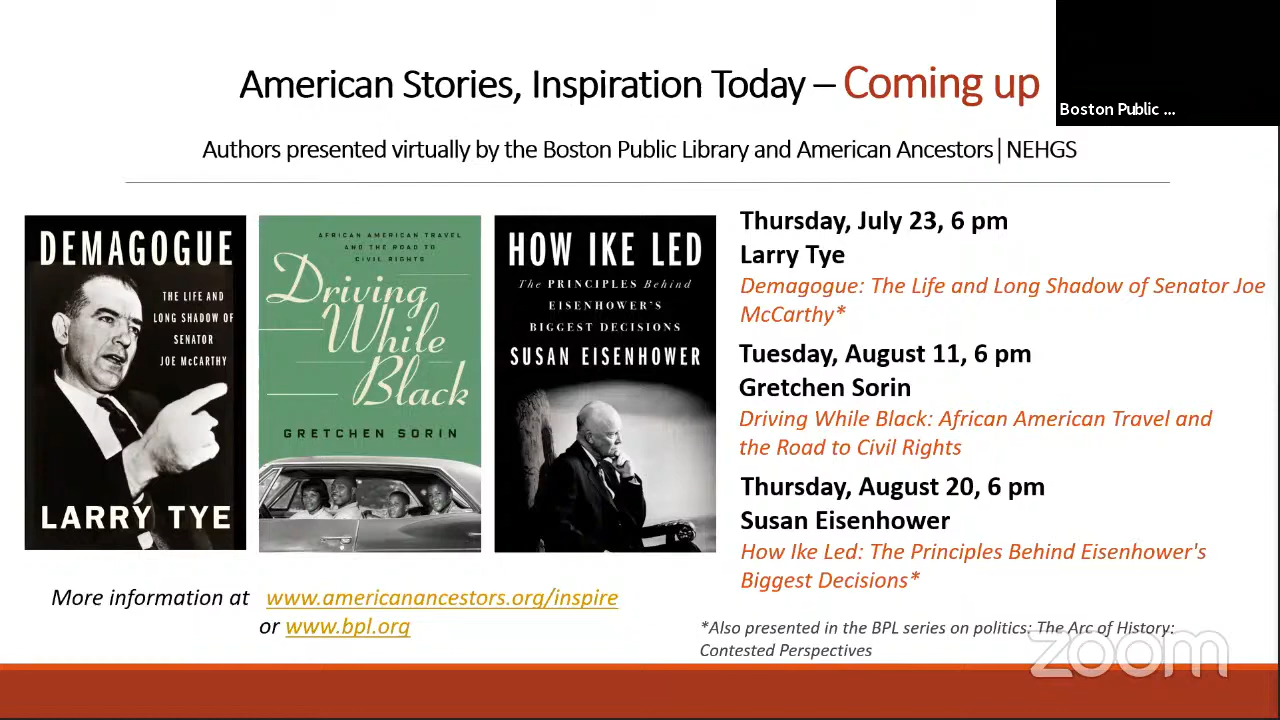 American Stories, Inspiration Today – Coming up
Boston Public ...
Authors presented virtually by the Boston Public Library and American Ancestors|NEHGS
DEMAGOGUE
THE LIFE AND
LONG SHADOW OF
SENATOR
JOE McCARTHY
LARRY TYE
AFRICAN AMERICAN TRAVEL
AND THE ROAD TO
CIVIL RIGHTS
Driving
While
Black
GRETCHEN SORIN
HOW IKE LED
The PRINCIPLES Behind
EISENHOWER'S
BIGGEST DECISIONS
SUSAN EISENHOWER
Thursday, July 23, 6 pm
Larry Tye
Demagogue: The Life and Long Shadow of Senator Joe
McCarthy*
Tuesday, August 11, 6 pm
Gretchen Sorin
Driving While Black: African American Travel and
the Road to Civil Rights
Thursday, August 20, 6 pm
Susan Eisenhower
How Ike Led: The Principles Behind Eisenhower's
Biggest Decisions*
More information at www.americanancestors.org/inspire
or www.bpl.org
*Also presented in the BPL series on politics: The Arc of History:
Contested Perspectives
zoom